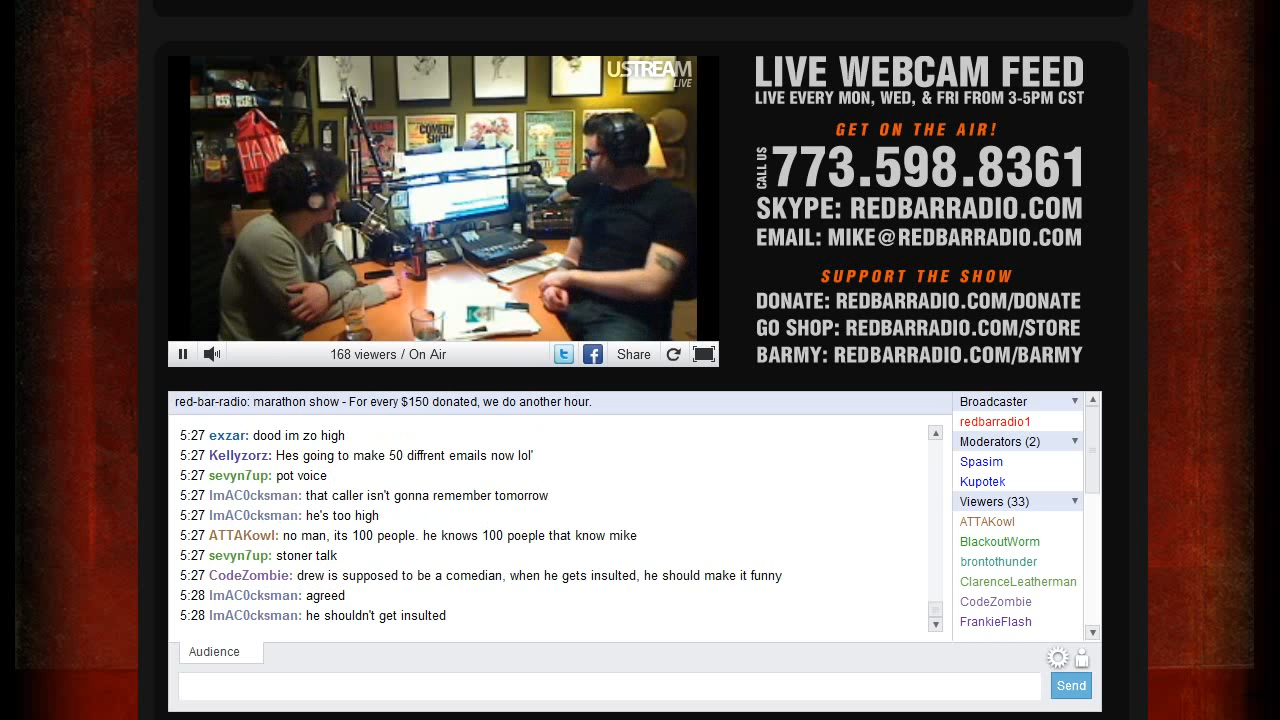 USTREAM
LIVE
COMEDY
SHOW
LIVE WEBCAM FEED
LIVE EVERY MON, WED, & FRI FROM 3-5PM CST
GET ON THE AIR!
CALL US
773.598.8361
SKYPE: REDBARRADIO.COM
EMAIL: MIKE@REDBARRADIO.COM
SUPPORT THE SHOW
DONATE: REDBARRADIO.COM/DONATE
GO SHOP: REDBARRADIO.COM/STORE
BARMY: REDBARRADIO.COM/BARMY
168 viewers / On Air
Share
red-bar-radio: marathon show - For every $150 donated, we do another hour.
5:27 exzar: dood im zo high
5:27 Kellyzorz: Hes going to make 50 diffrent emails now lol'
5:27 sevyn7up: pot voice
5:27 ImAC0cksman: that caller isn't gonna remember tomorrow
5:27 ImAC0cksman: he's too high
5:27 ATTAKowl: no man, its 100 people. he knows 100 poeple that know mike
5:27 sevyn7up: stoner talk
5:27 CodeZombie: drew is supposed to be a comedian, when he gets insulted, he should make it funny
5:28 ImAC0cksman: agreed
5:28 ImAC0cksman: he shouldn't get insulted
Broadcaster
redbarradio1
Moderators (2)
Spasim
Kupotek
Viewers (33)
ATTAKowl
BlackoutWorm
brontothunder
ClarenceLeatherman
CodeZombie
FrankieFlash
Audience
Send